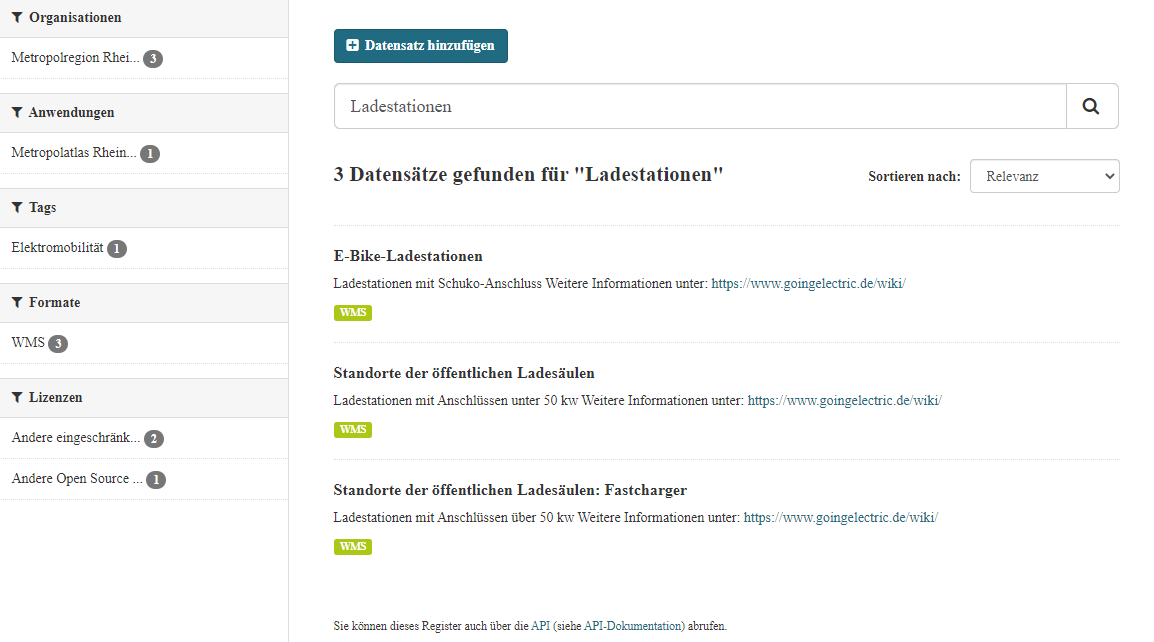 Organisationen
Metropolregion Rhei... 3
Anwendungen
Metropolatlas Rhein... 1
Tags
Elektromobilität 1
Formate
WMS 3
Lizenzen
Andere eingeschränk... 2
Andere Open Source ... 1
Datensatz hinzufügen
Ladestationen
3 Datensätze gefunden für "Ladestationen"
Sortieren nach: Relevanz
E-Bike-Ladestationen
Ladestationen mit Schuko-Anschluss Weitere Informationen unter: https://www.goingelectric.de/wiki/
WMS
Standorte der öffentlichen Ladesäulen
Ladestationen mit Anschlüssen unter 50 kw Weitere Informationen unter: https://www.goingelectric.de/wiki/
WMS
Standorte der öffentlichen Ladesäulen: Fastcharger
Ladestationen mit Anschlüssen über 50 kw Weitere Informationen unter: https://www.goingelectric.de/wiki/
WMS
Sie können dieses Register auch über die API (siehe API-Dokumentation) abrufen.